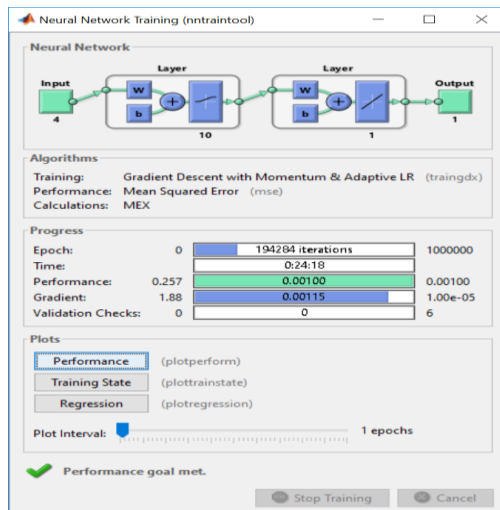 Neural Network Training (nntraintool)
Neural Network
Layer Layer
Input Output
W W
b b
4 10 1 1
Algorithms
Training: Gradient Descent with Momentum & Adaptive LR (traingdx)
Performance: Mean Squared Error (mse)
Calculations: MEX
Progress
Epoch: 0 194284 iterations 1000000
Time: 0:24:18
Performance: 0.257 0.00100 0.00100
Gradient: 1.88 0.00115 1.00e-05
Validation Checks: 0 0 6
Plots
Performance (plotperform)
Training State (plottrainstate)
Regression (plotregression)
Plot Interval: 1 epochs
Performance goal met.
Stop Training Cancel